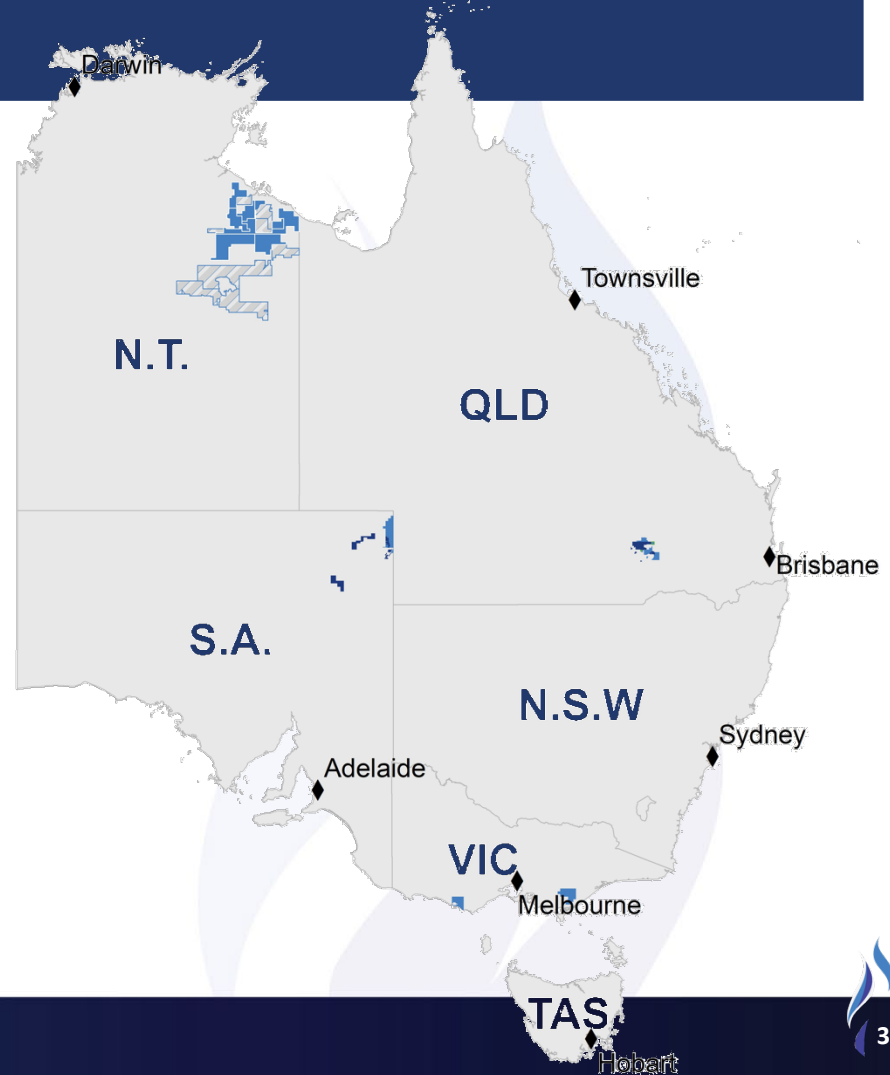 Darwin
Townsville
N.T.
QLD
Brisbane
S.A.
N.S.W
Sydney
Adelaide
VIC
Melbourne
TAS
3
Hobart